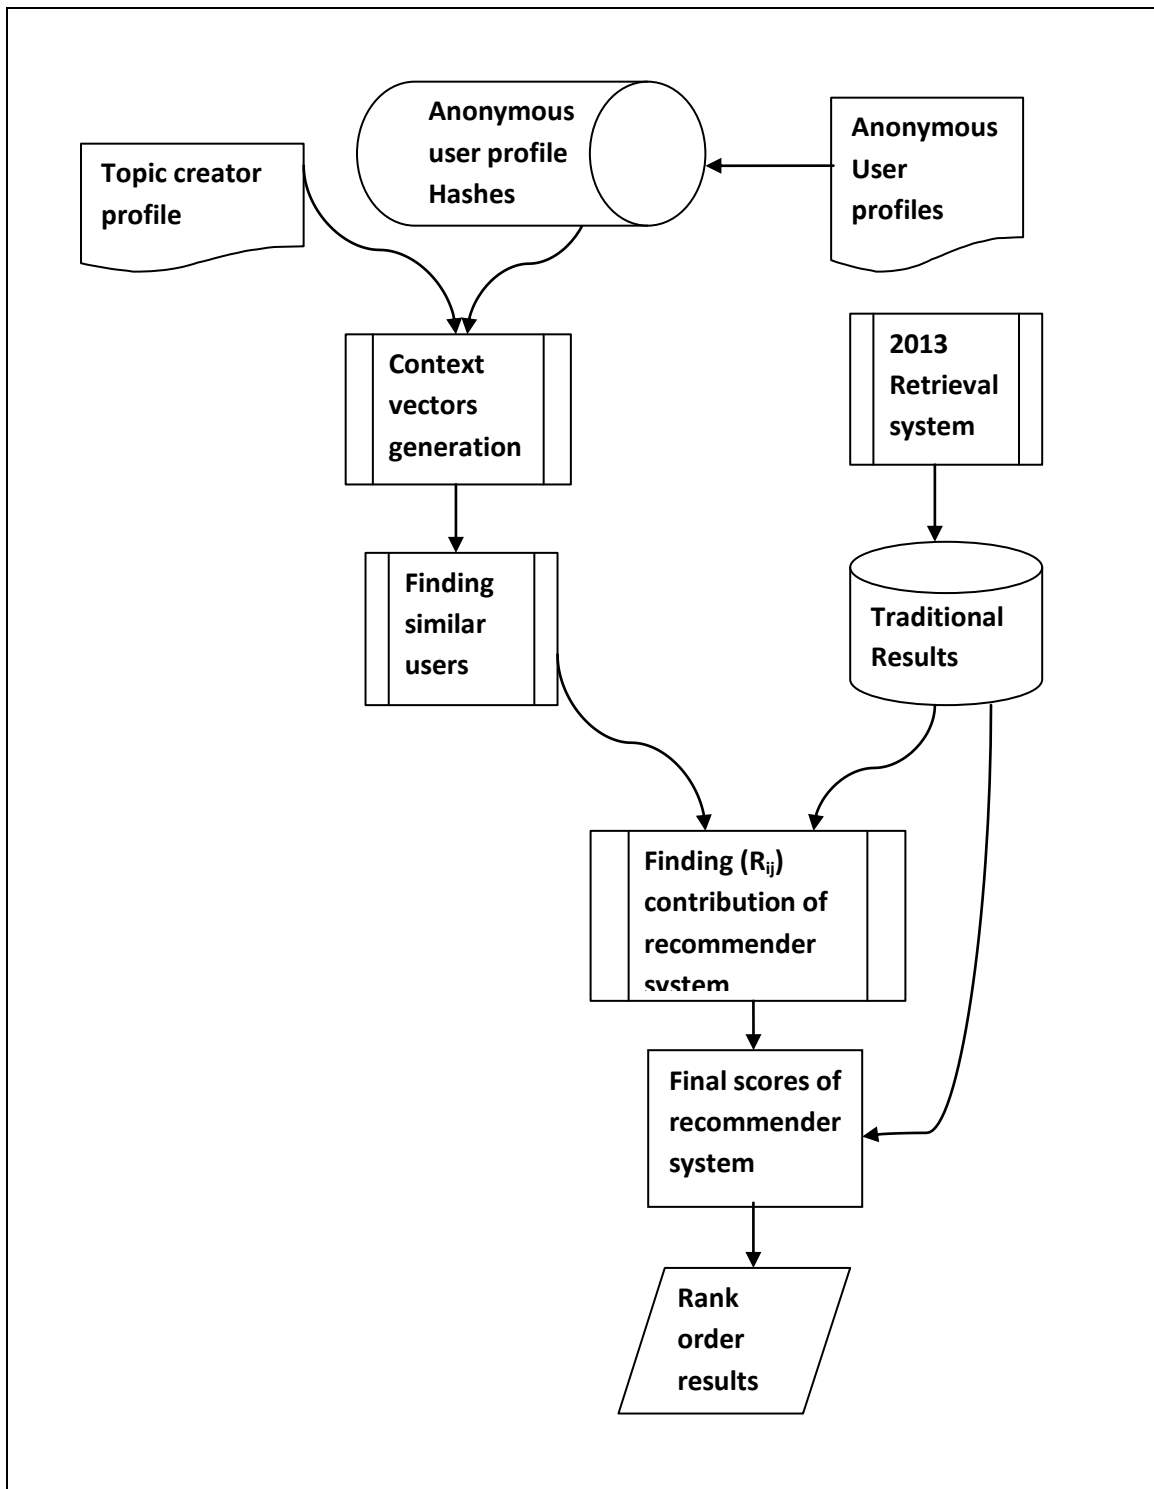 Anonymous
user profile
Hashes
Anonymous
User
profiles
Topic creator
profile
2013
Retrieval
system
Context
vectors
generation
Finding
similar
users
Traditional
Results
Finding (Rij)
contribution of
recommender
system
Final scores of
recommender
system
Rank
order
results